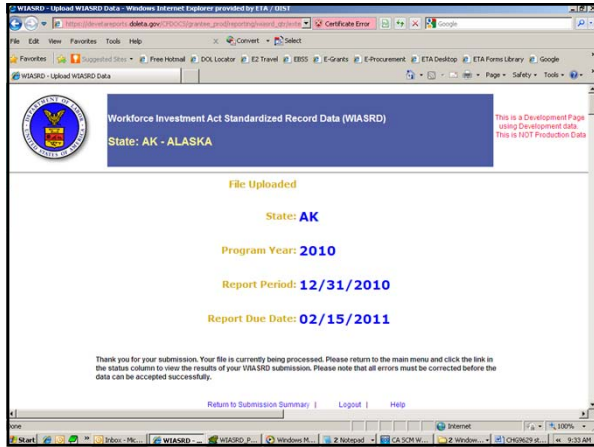 WIASRD - Upload WIASRD Data - Windows Internet Explorer provided by ETA / OIST
Certificate Error
Google
File Edit View Favorites Tools Help
Convert Select
Favorites Suggested Sites Free Hotmail DOL Locator E2 Travel EBSS E-Grants E-Procurement ETA Desktop ETA Forms Library Google
WIASRD - Upload WIASRD Data
Page Safety Tools
Workforce Investment Act Standardized Record Data (WIASRD)
State: AK - ALASKA
This is a Development Page
using Development data.
This is NOT Production Data
File Uploaded
State: AK
Program Year: 2010
Report Period: 12/31/2010
Report Due Date: 02/15/2011
Thank you for your submission. Your file is currently being processed. Please return to the main menu and click the link in
the status column to view the results of your WIASRD submission. Please note that all errors must be corrected before the
data can be accepted successfully.
Return to Submission Summary | Logout | Help
Internet 100%
Start Inbox - Mic... WIASRD - ... WIASRD_P... Windows M... 2 Notepad CA SCM W... 2 Window... CHG9629 st... 9:33 AM